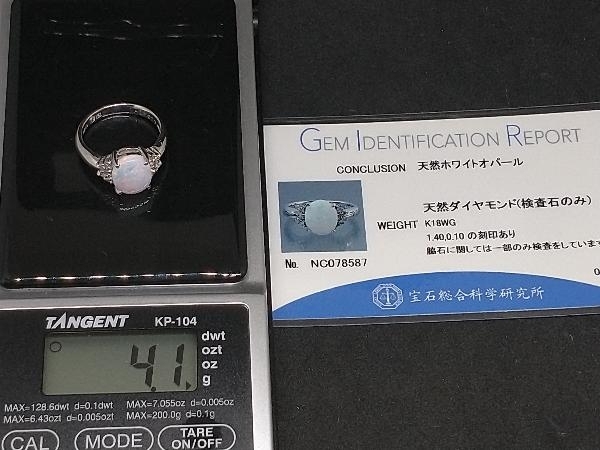 GEM IDENTIFICATION REPORT
CONCLUSION 天然ホワイトオパール
天然ダイヤモンド(検査石のみ)
WEIGHT K18WG
1.40,0.10 の刻印あり
脇石に関しては一部のみ検査をしています
No. NG078587
宝石総合科学研究所
TANGENT KP-104
4.1
dwt
ozt
oz
g
MAX=128.6dwt d=0.1dwt MAX=7.055oz d=0.005oz
MAX=6.43ozt d=0.005ozt MAX=200.0g d=0.1g
CAL
MODE
TARE
ON/OFF